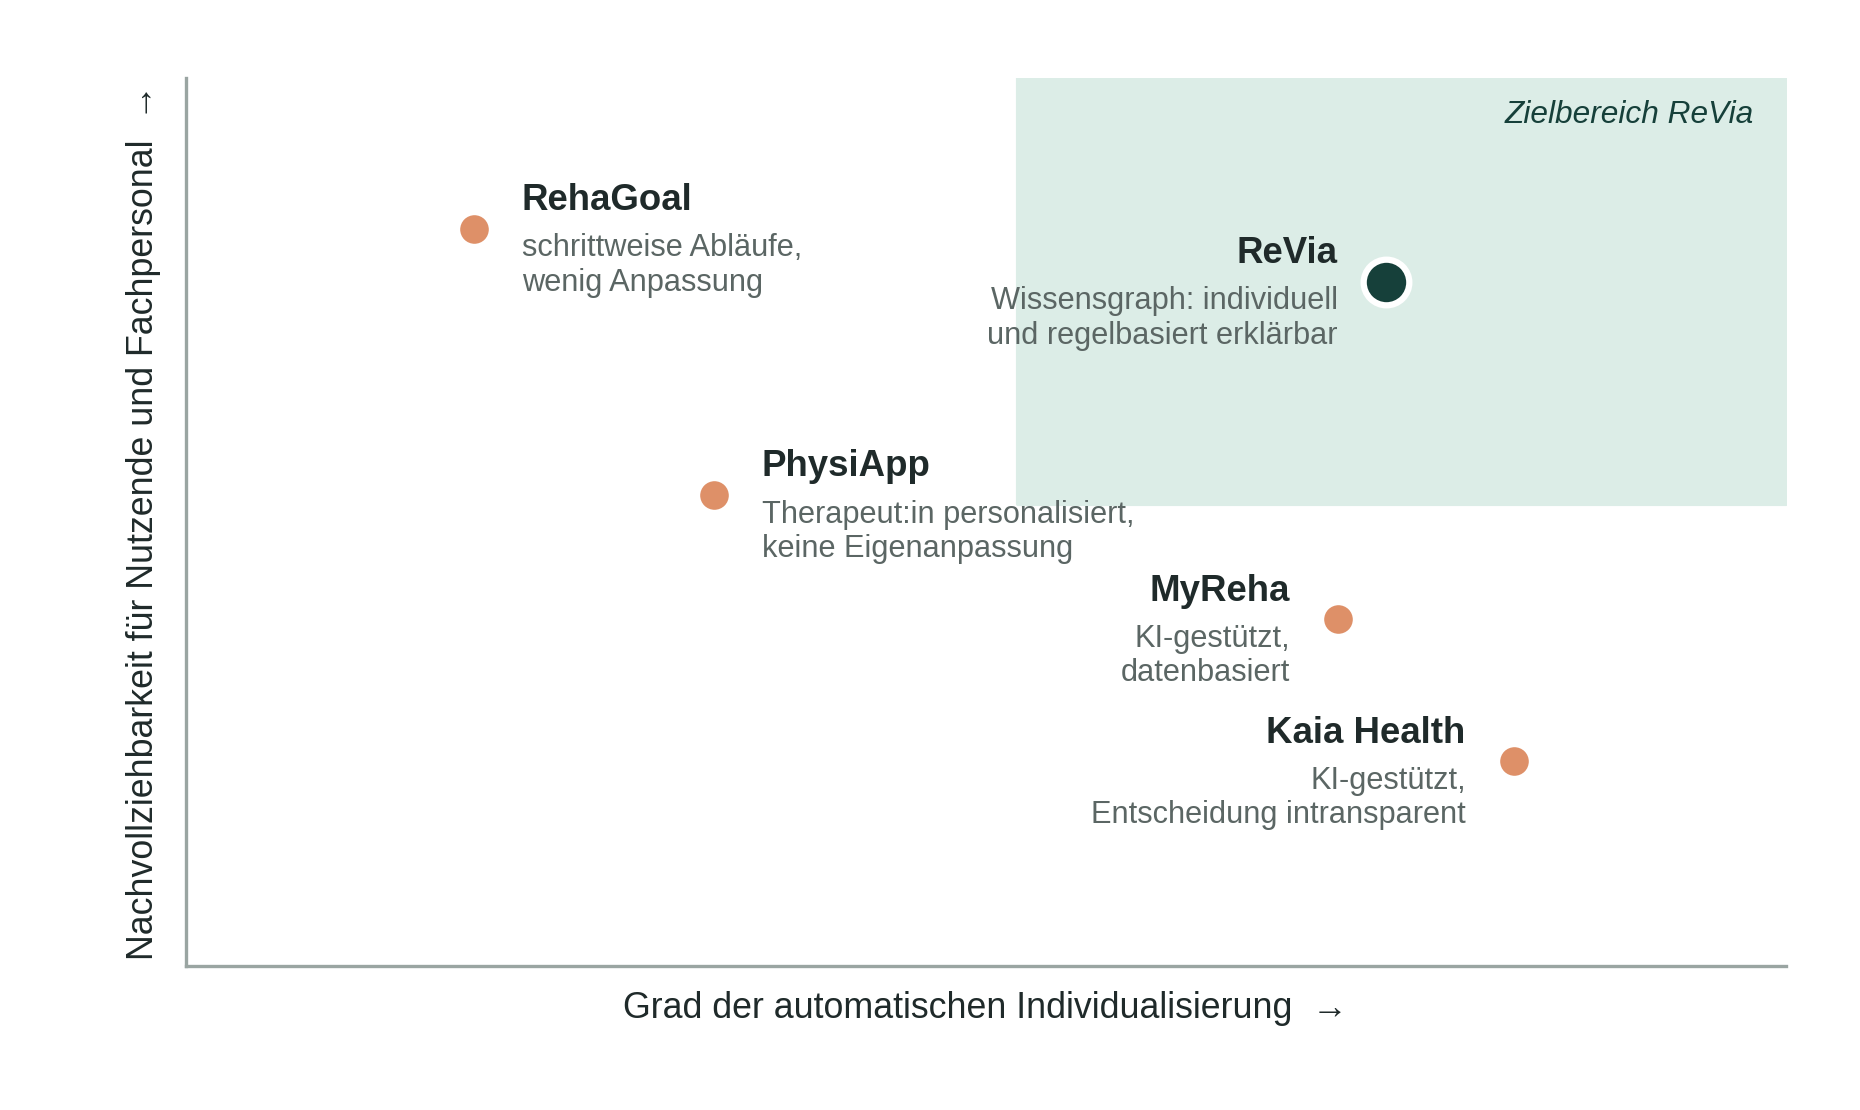 Nachvollziehbarkeit für Nutzende und Fachpersonal →
Zielbereich ReVia
RehaGoal
schrittweise Abläufe,
wenig Anpassung
ReVia
Wissensgraph: individuell
und regelbasiert erklärbar
PhysiApp
Therapeut:in personalisiert,
keine Eigenanpassung
MyReha
KI-gestützt,
datenbasiert
Kaia Health
KI-gestützt,
Entscheidung intransparent
Grad der automatischen Individualisierung →